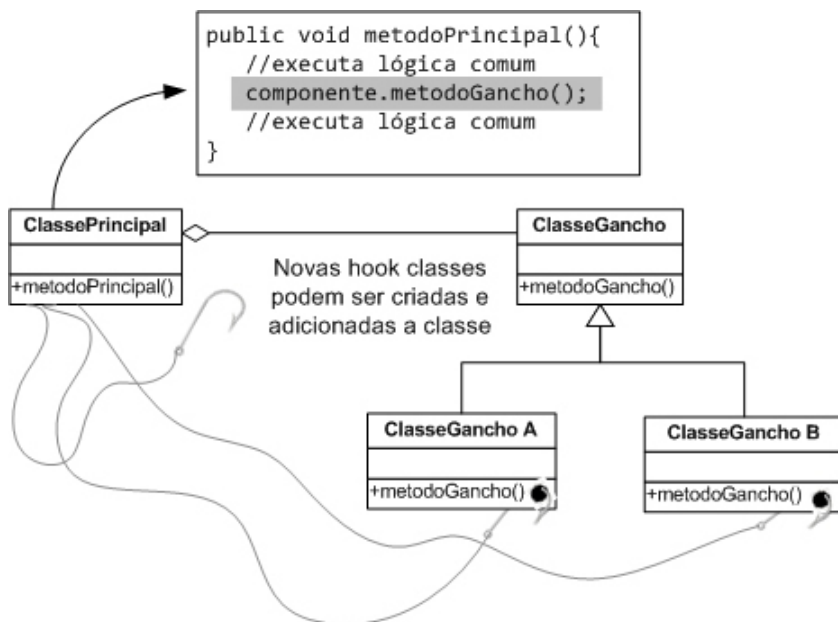 public void metodoPrincipal(){
//executa lógica comum
componente.metodoGancho();
//executa lógica comum
}
ClassePrincipal
+metodoPrincipal()
ClasseGancho
+metodoGancho()
Novas hook classes
podem ser criadas e
adicionadas a classe
ClasseGancho A
+metodoGancho()
ClasseGancho B
+metodoGancho()